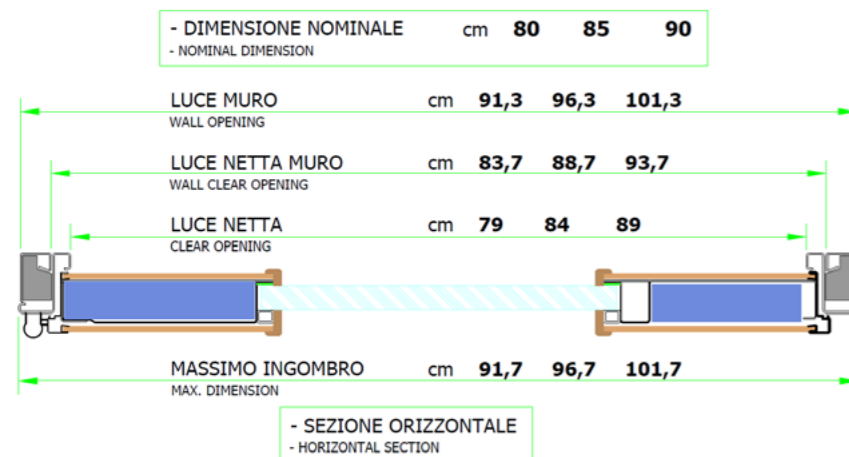 - DIMENSIONE NOMINALE cm 80 85 90
- NOMINAL DIMENSION
LUCE MURO cm 91,3 96,3 101,3
WALL OPENING
LUCE NETTA MURO cm 83,7 88,7 93,7
WALL CLEAR OPENING
LUCE NETTA cm 79 84 89
CLEAR OPENING
MASSIMO INGOMBRO cm 91,7 96,7 101,7
MAX. DIMENSION
- SEZIONE ORIZZONTALE
- HORIZONTAL SECTION